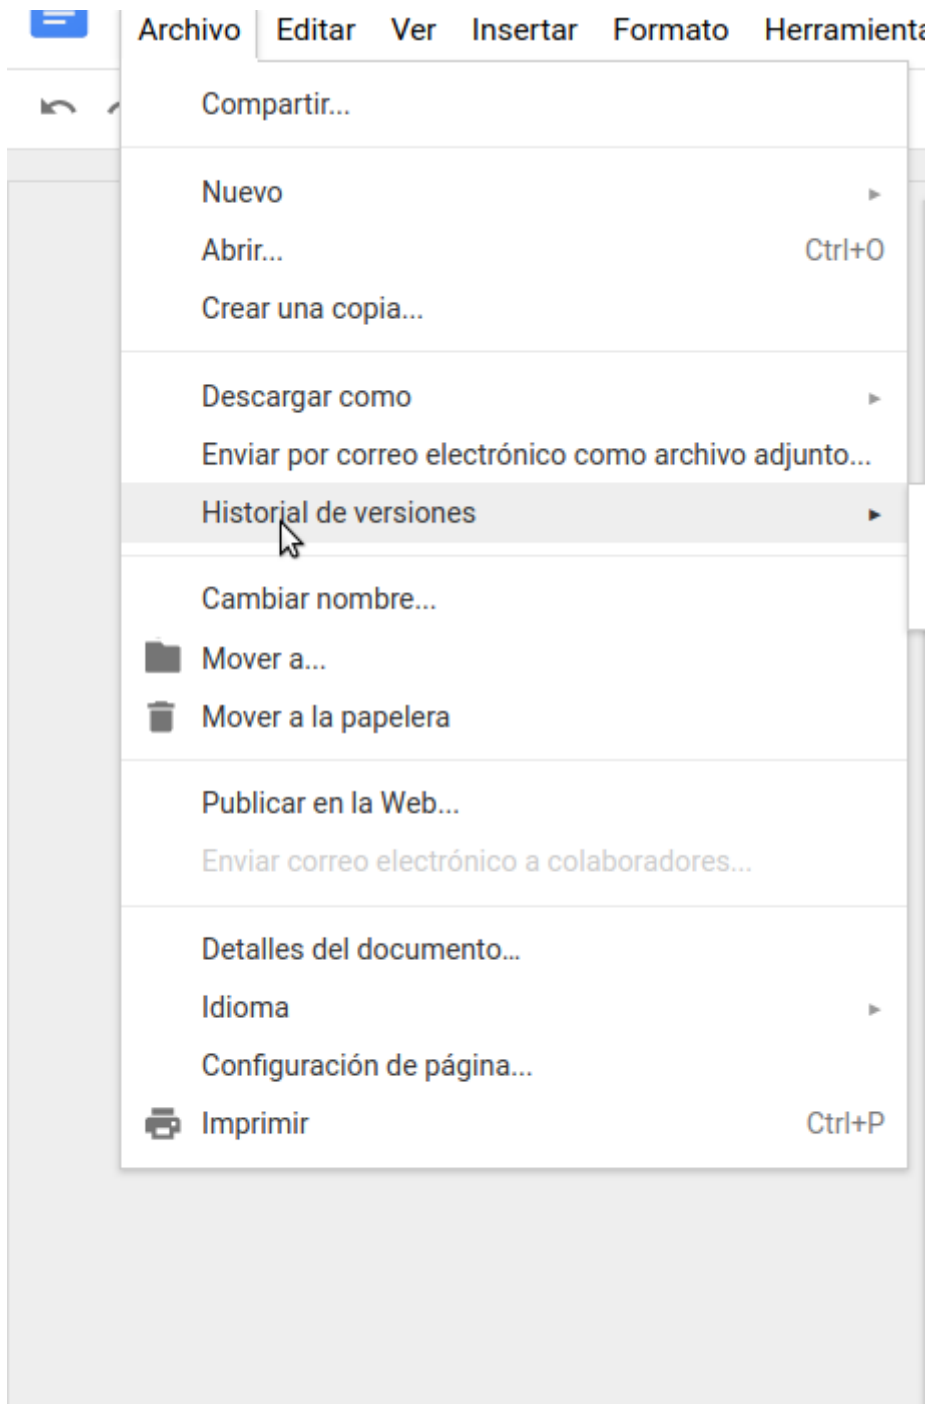 Archivo Editar Ver Insertar Formato
Compartir...
Nuevo
Abrir... Ctrl+O
Crear una copia...
Descargar como
Enviar por correo electrónico como archivo adjunto...
Historial de versiones
Cambiar nombre...
Mover a...
Mover a la papelera
Publicar en la Web...
Enviar correo electrónico a colaboradores...
Detalles del documento...
Idioma
Configuración de página...
Imprimir Ctrl+P